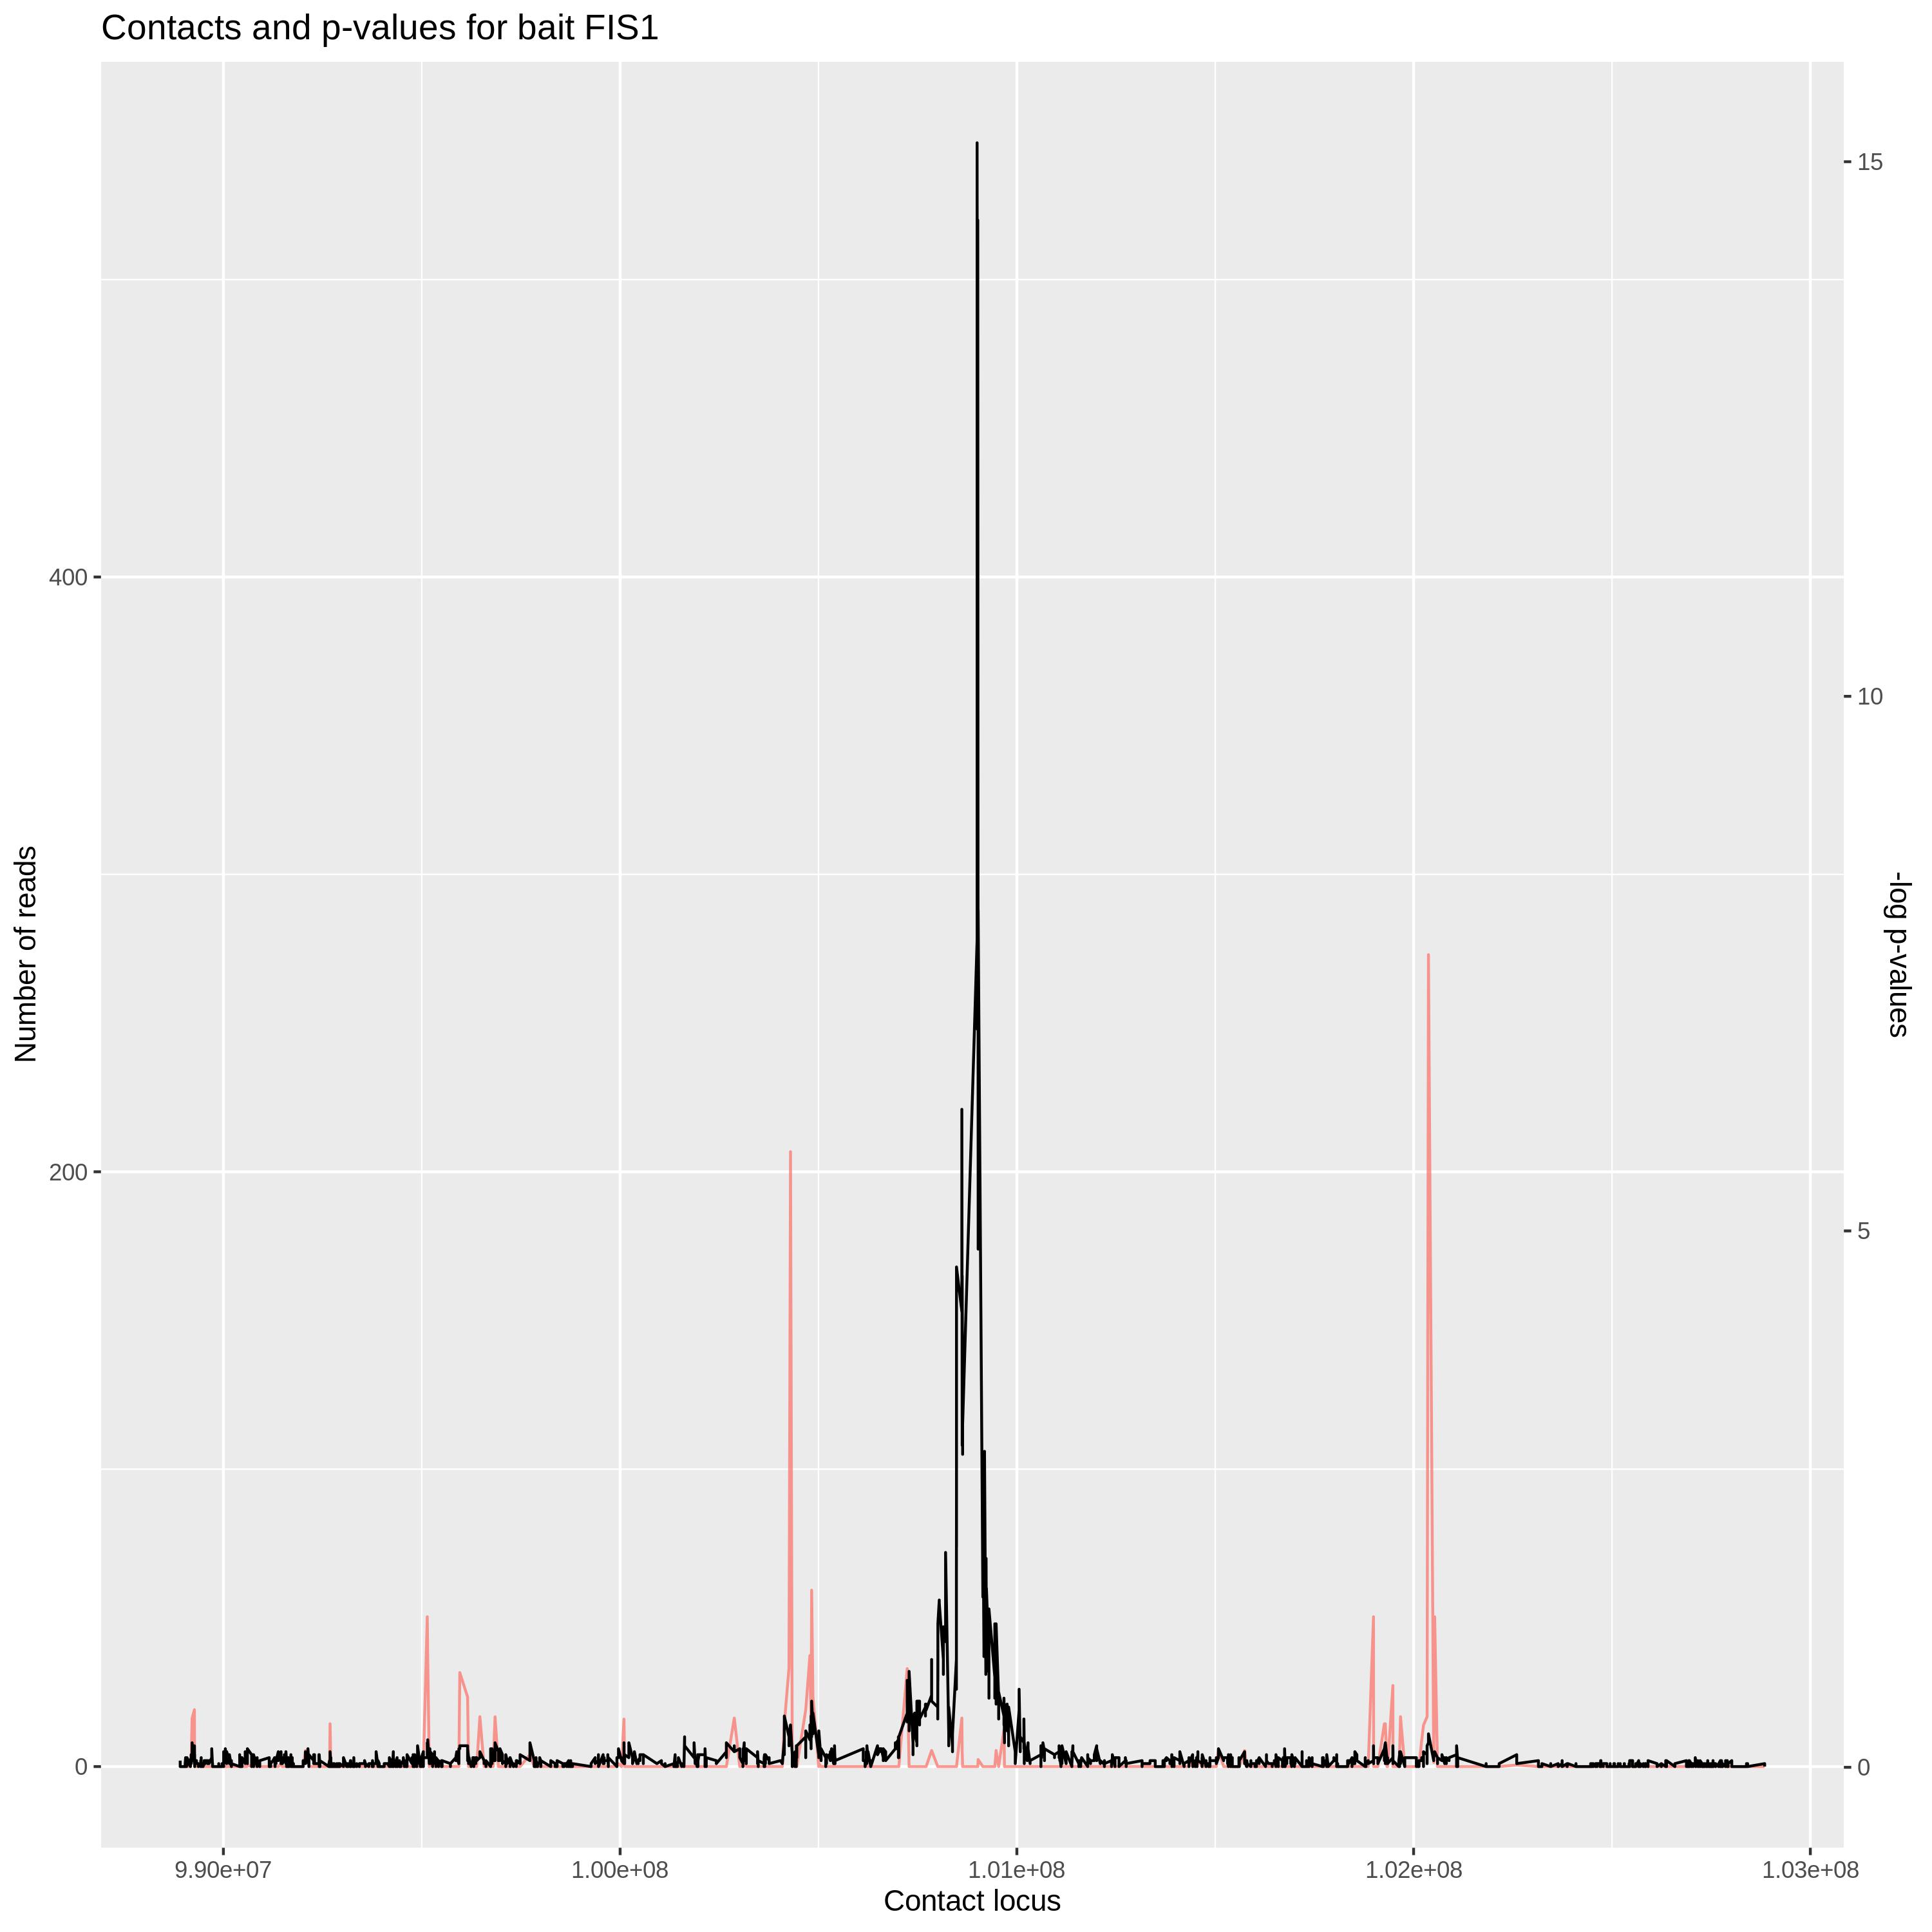 Contacts and p-values for bait FIS1
15
400
10
Number of reads
-log p-values
200
5
0
0
9.90e+07
1.00e+08
1.01e+08
1.02e+08
1.03e+08
Contact locus